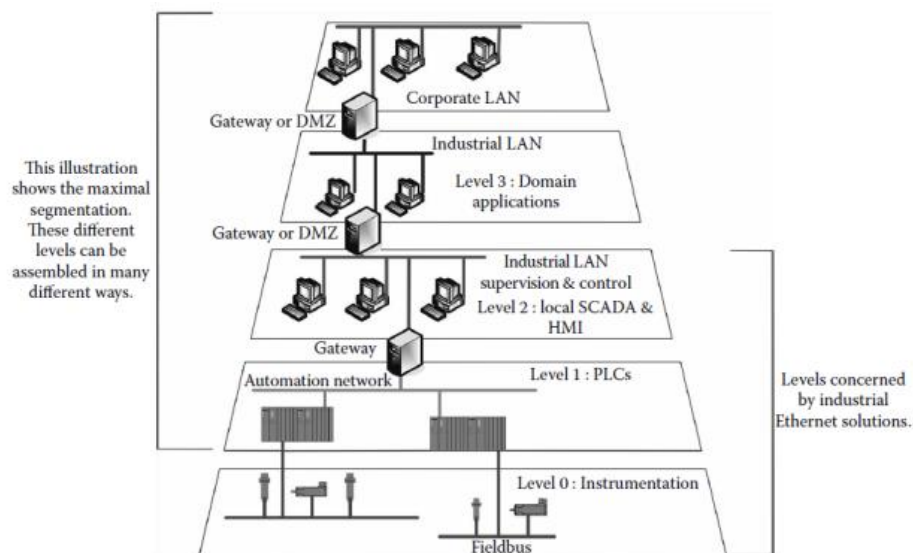 Corporate LAN
Gateway or DMZ
Industrial LAN
Level 3 : Domain
applications
Gateway or DMZ
Industrial LAN
supervision & control
Level 2 : local SCADA &
HMI
Gateway
Level 1 : PLCs
Automation network
Level 0 : Instrumentation
Fieldbus
This illustration
shows the maximal
segmentation.
These different
levels can be
assembled in many
different ways.
Levels concerned
by industrial
Ethernet solutions.